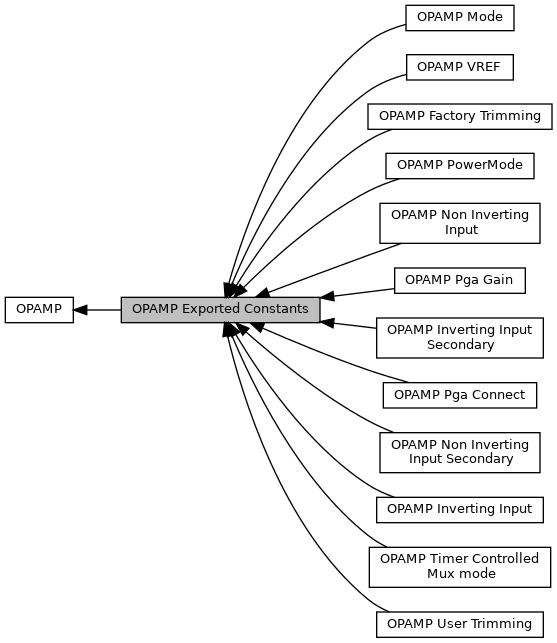 OPAMP Mode
OPAMP VREF
OPAMP Factory Trimming
OPAMP PowerMode
OPAMP Non Inverting
Input
OPAMP Pga Gain
OPAMP
OPAMP Exported Constants
OPAMP Inverting Input
Secondary
OPAMP Pga Connect
OPAMP Non Inverting
Input Secondary
OPAMP Inverting Input
OPAMP Timer Controlled
Mux mode
OPAMP User Trimming